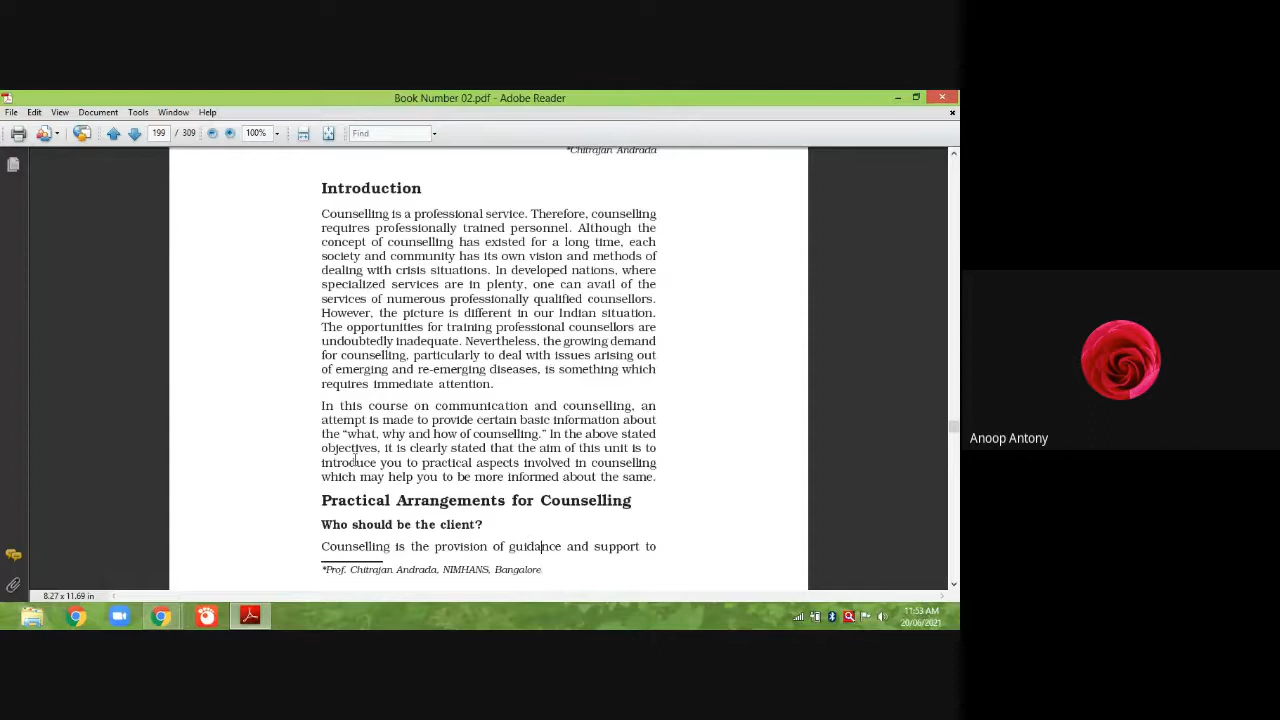 Book Number 02.pdf - Adobe Reader
File Edit View Document Tools Window Help
199 / 309 100% Find
*Chitrajan Andrada
Introduction
Counselling is a professional service. Therefore, counselling
requires professionally trained personnel. Although the
concept of counselling has existed for a long time, each
society and community has its own vision and methods of
dealing with crisis situations. In developed nations, where
specialized services are in plenty, one can avail of the
services of numerous professionally qualified counsellors.
However, the picture is different in our Indian situation.
The opportunities for training professional counsellors are
undoubtedly inadequate. Nevertheless, the growing demand
for counselling, particularly to deal with issues arising out
of emerging and re-emerging diseases, is something which
requires immediate attention.
In this course on communication and counselling, an
attempt is made to provide certain basic information about
the “what, why and how of counselling.” In the above stated
objectives, it is clearly stated that the aim of this unit is to
introduce you to practical aspects involved in counselling
which may help you to be more informed about the same.
Practical Arrangements for Counselling
Who should be the client?
Counselling is the provision of guidance and support to
*Prof. Chitrajan Andrada, NIMHANS, Bangalore
8.27 x 11.69 in
11:53 AM
20/06/2021
Anoop Antony